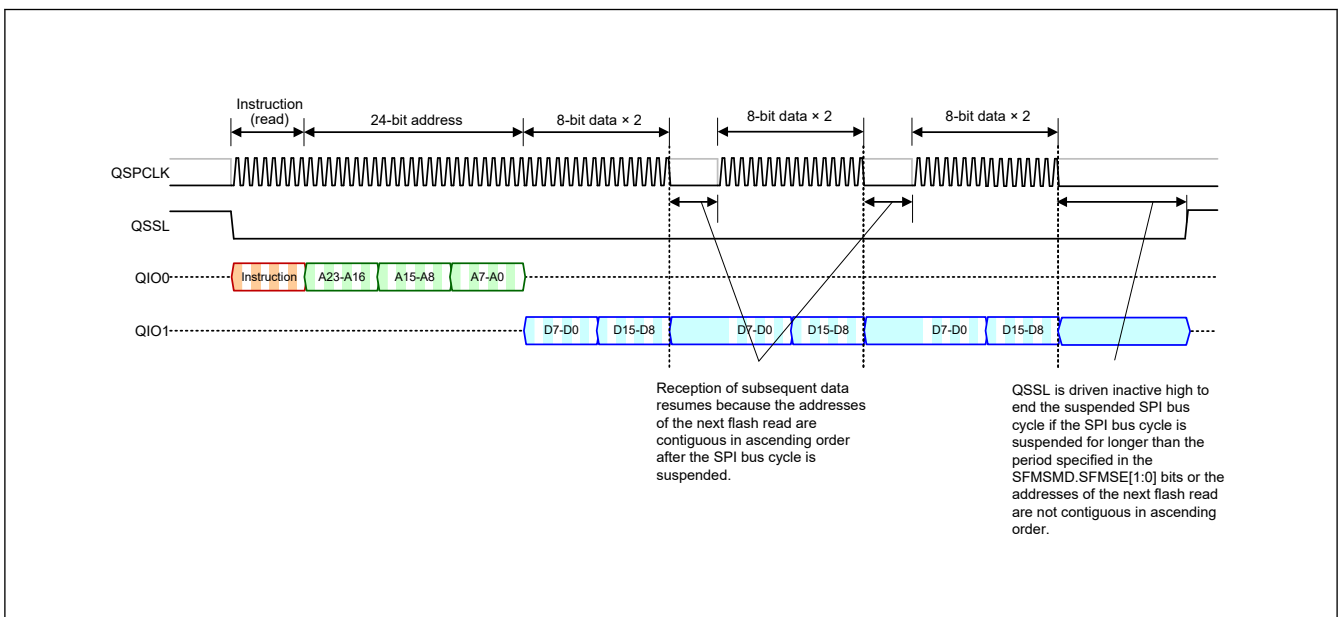 Instruction
(read)
24-bit address
8-bit data × 2
8-bit data × 2
8-bit data × 2
QSPCLK
QSSL
QIO0
Instruction
A23-A16
A15-A8
A7-A0
QIO1
D7-D0
D15-D8
D7-D0
D15-D8
D7-D0
D15-D8
Reception of subsequent data
resumes because the addresses
of the next flash read are
contiguous in ascending order
after the SPI bus cycle is
suspended.
QSSL is driven inactive high to
end the suspended SPI bus
cycle if the SPI bus cycle is
suspended for longer than the
period specified in the
SFMSMD.SFMSE[1:0] bits or the
addresses of the next flash read
are not contiguous in ascending
order.